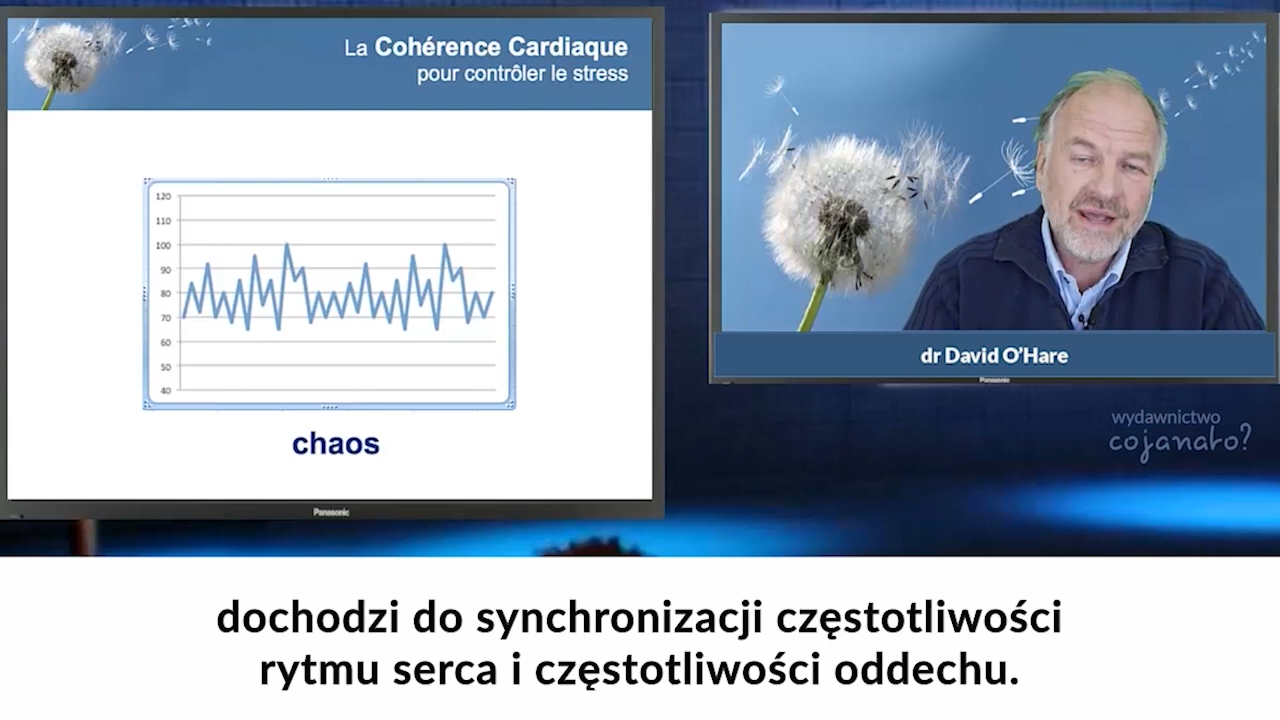 La Cohérence Cardiaque
pour contrôler le stress
120
110
100
90
80
70
60
50
40
chaos
Panasonic
dr David O'Hare
Panasonic
wydawnictwo
cojanato?
dochodzi do synchronizacji częstotliwości
rytmu serca i częstotliwości oddechu.